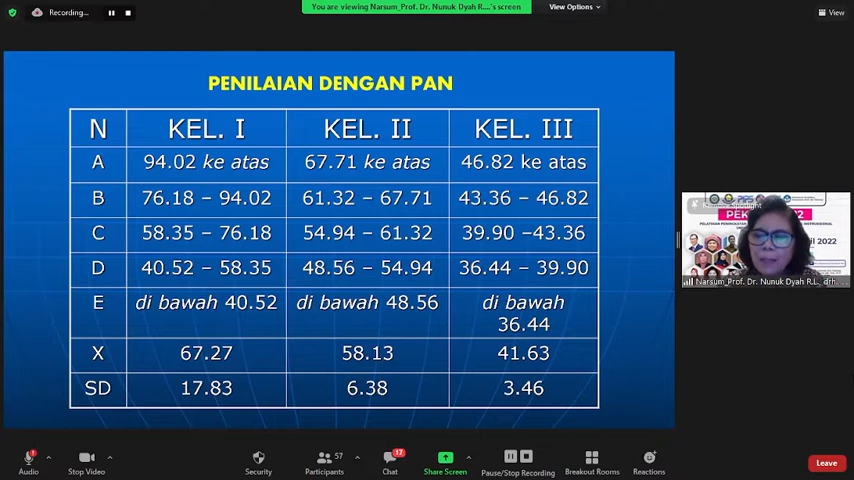 Recording...
You are viewing Narsum_Prof. Dr. Nunuk Dyah R....'s screen
View Options
View
PENILAIAN DENGAN PAN
N KEL. I KEL. II KEL. III
A 94.02 ke atas 67.71 ke atas 46.82 ke atas
B 76.18 – 94.02 61.32 – 67.71 43.36 – 46.82
C 58.35 – 76.18 54.94 – 61.32 39.90 –43.36
D 40.52 – 58.35 48.56 – 54.94 36.44 – 39.90
E di bawah 40.52 di bawah 48.56 di bawah
36.44
X 67.27 58.13 41.63
SD 17.83 6.38 3.46
PEK
2022
Narsum_Prof. Dr. Nunuk Dyah R.L., drh.
57
17
Audio
Stop Video
Security
Participants
Chat
Share Screen
Pause/Stop Recording
Breakout Rooms
Reactions
Leave